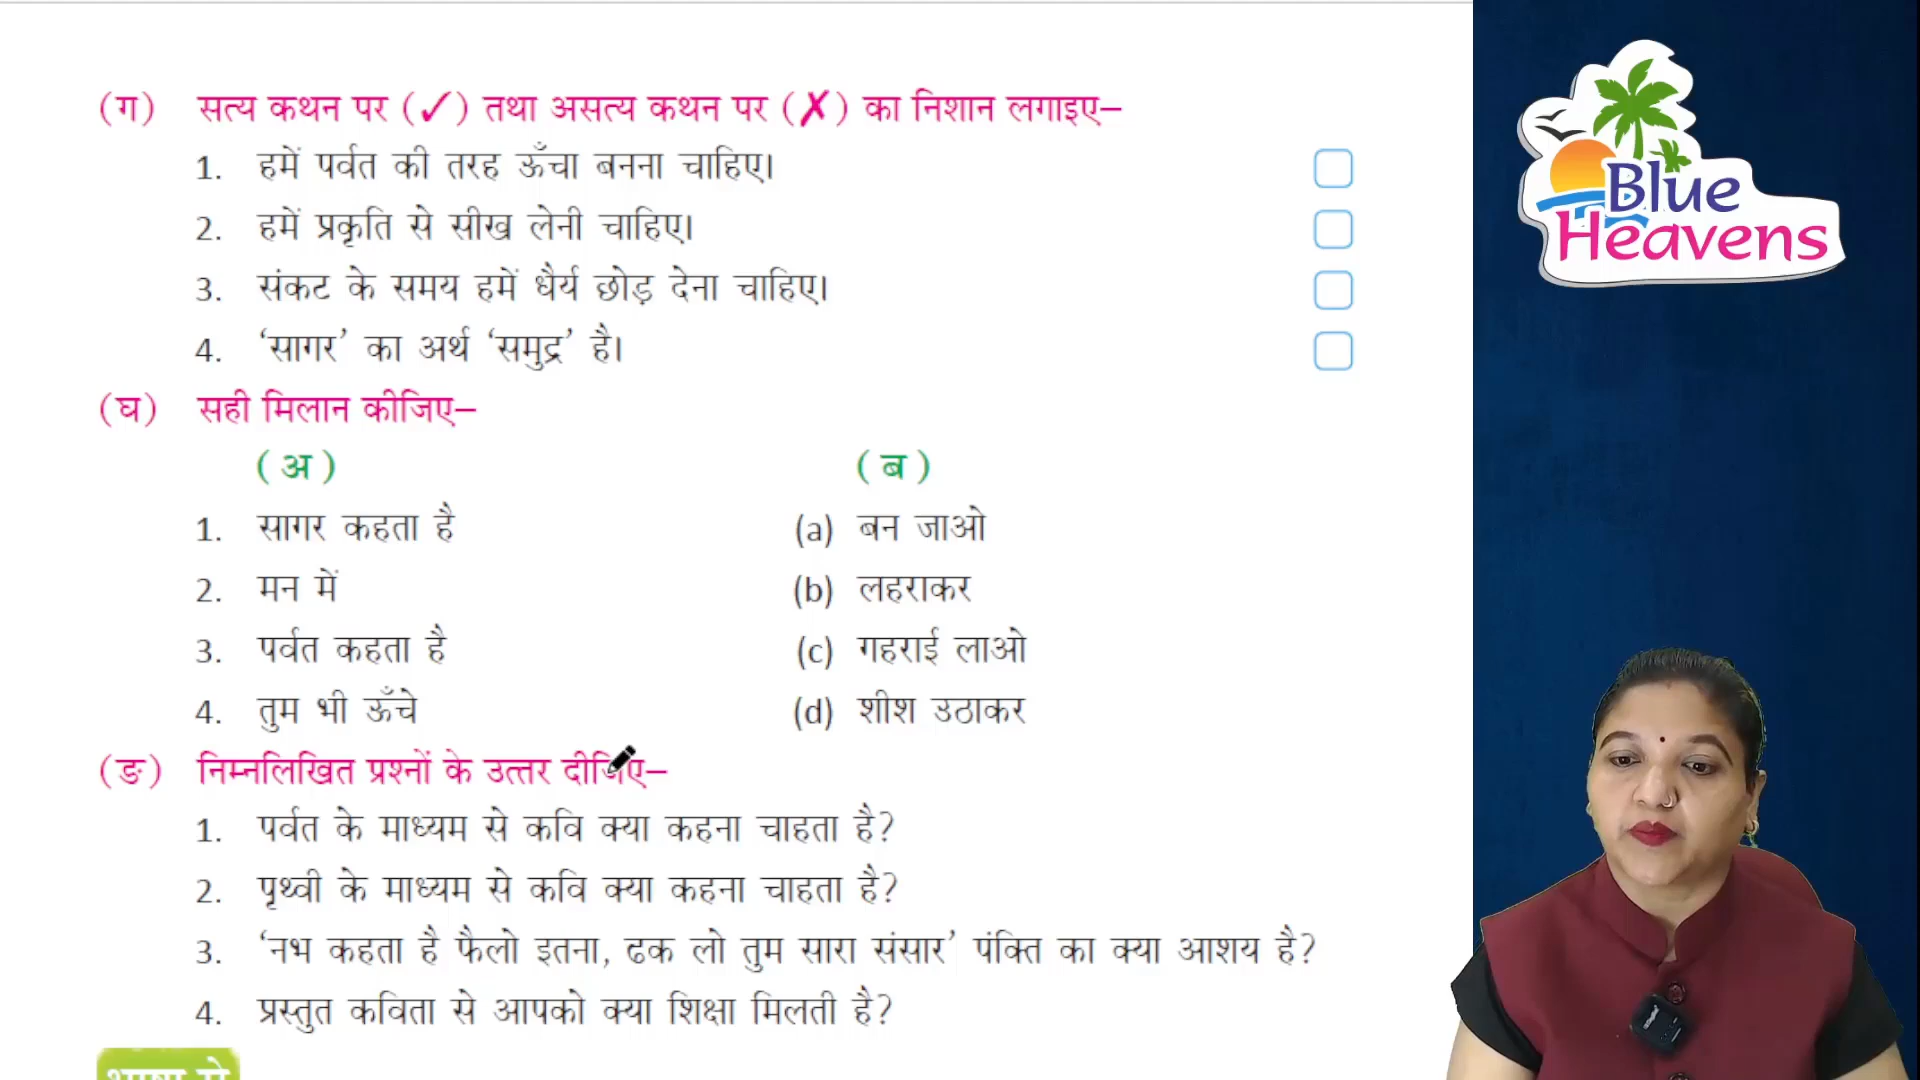 (ग) सत्य कथन पर (✓) तथा असत्य कथन पर (✗) का निशान लगाइए–
1. हमें पर्वत की तरह ऊँचा बनना चाहिए।
2. हमें प्रकृति से सीख लेनी चाहिए।
3. संकट के समय हमें धैर्य छोड़ देना चाहिए।
4. ‘सागर’ का अर्थ ‘समुद्र’ है।
(घ) सही मिलान कीजिए–
(अ) (ब)
1. सागर कहता है (a) बन जाओ
2. मन में (b) लहराकर
3. पर्वत कहता है (c) गहराई लाओ
4. तुम भी ऊँचे (d) शीश उठाकर
(ङ) निम्नलिखित प्रश्नों के उत्तर दीजिए–
1. पर्वत के माध्यम से कवि क्या कहना चाहता है?
2. पृथ्वी के माध्यम से कवि क्या कहना चाहता है?
3. ‘नभ कहता है फैलो इतना, ढक लो तुम सारा संसार’ पंक्ति का क्या आशय है?
4. प्रस्तुत कविता से आपको क्या शिक्षा मिलती है?
Blue
Heavens